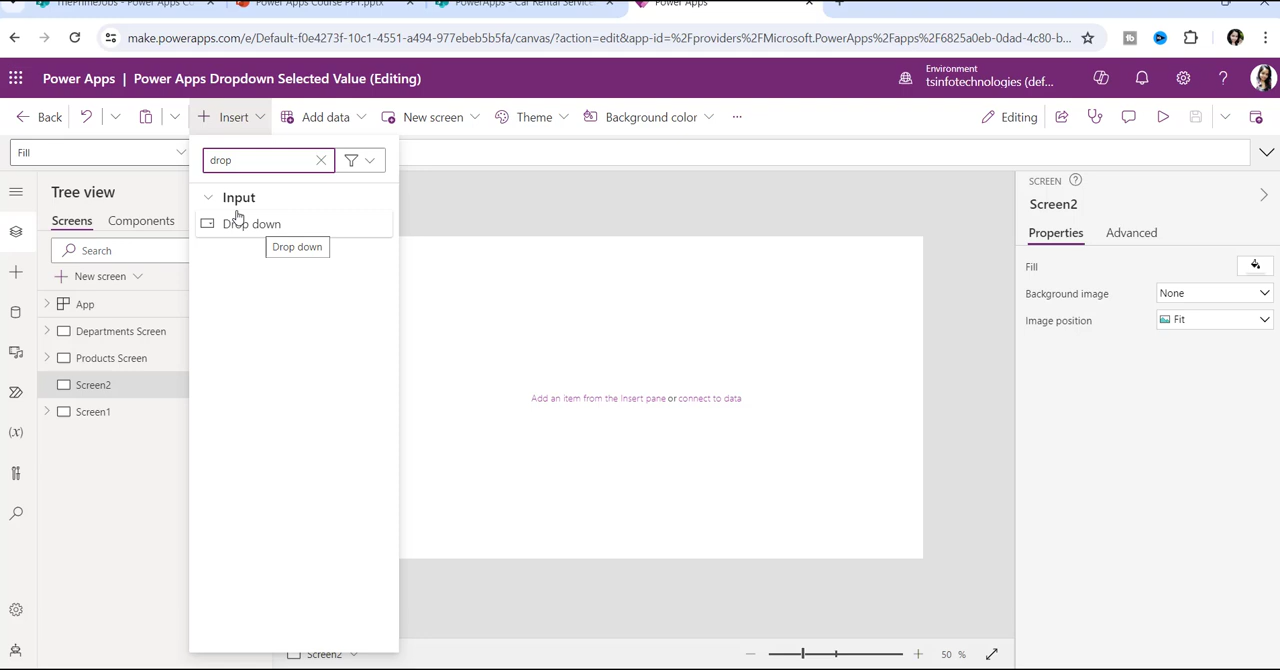 ThePrimeJobs - Power Apps Co
Power Apps Course PPT.pptx
PowerApps - Car Rental Service
Power Apps
make.powerapps.com/e/Default-f0e4273f-10c1-4551-a494-977ebeb5b5fa/canvas/?action=edit&app-id=%2Fproviders%2FMicrosoft.PowerApps%2Fapps%2F6825a0eb-0dad-4c80-b...
Power Apps | Power Apps Dropdown Selected Value (Editing)
Environment
tsinfotechnologies (def...
Back
Insert
Add data
New screen
Theme
Background color
...
Editing
Fill
drop
Input
Drop down
Drop down
Tree view
Screens
Components
Search
New screen
App
Departments Screen
Products Screen
Screen2
Screen1
Add an item from the Insert pane or connect to data
SCREEN
Screen2
Properties
Advanced
Fill
Background image
None
Image position
Fit
Screen2
50 %